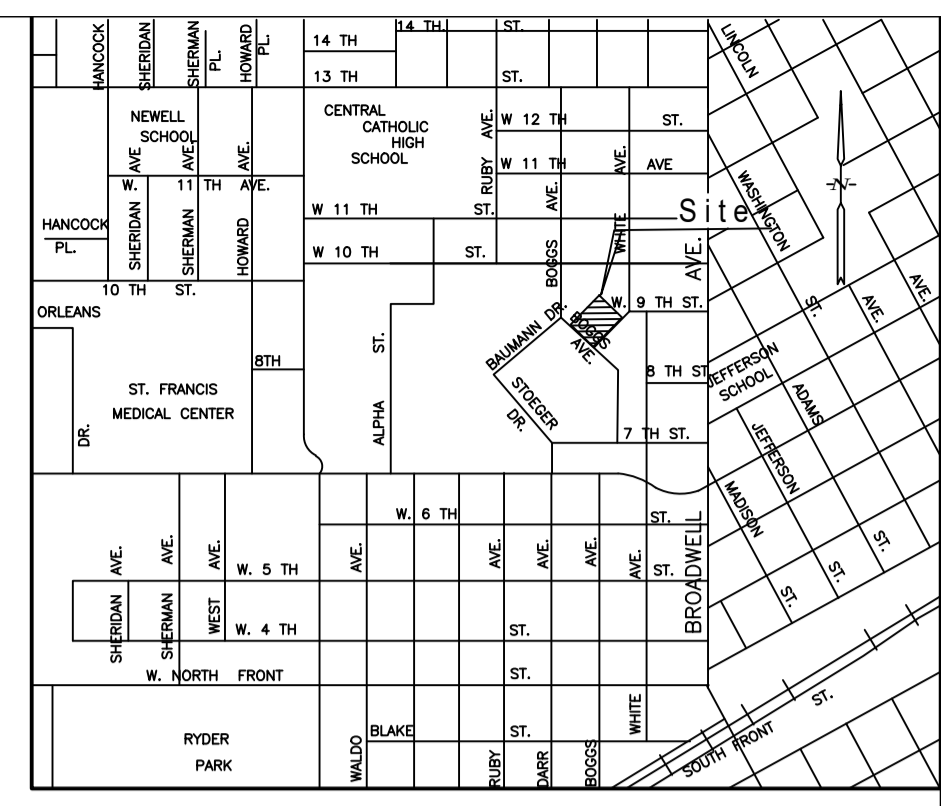 HANCOCK
SHERIDAN
SHERMAN
PL.
HOWARD
PL.
14 TH
14 TH.
ST.
13 TH
ST.
LINCOLN
NEWELL
SCHOOL
CENTRAL
CATHOLIC
HIGH
SCHOOL
RUBY
AVE.
W 12 TH
ST.
W 11 TH
AVE
AVE
AVE.
AVE.
W.
11 TH
AVE.
AVE.
AVE.
WASHINGTON
ST.
-N-
HANCOCK
PL.
SHERIDAN
SHERMAN
HOWARD
W 11 TH
ST.
W 10 TH
ST.
BOGGS
WHITE
Site
AVE.
10 TH
ST.
ORLEANS
DR.
8TH
ST. FRANCIS
MEDICAL CENTER
ALPHA
ST.
BAUMANN DR.
BOGGS
AVE.
W. 9 TH ST.
STOEGER
DR.
8 TH ST
7 TH ST.
JEFFERSON
SCHOOL
ADAMS
AVE.
AVE.
JEFFERSON
MADISON
ST.
ST.
ST.
W. 6 TH
ST.
AVE.
AVE.
AVE.
W. 5 TH
AVE.
AVE.
AVE.
AVE.
AVE.
ST.
BROADWELL
SHERIDAN
SHERMAN
WEST
W. 4 TH
ST.
W. NORTH FRONT
ST.
RYDER
PARK
WALDO
BLAKE
ST.
RUBY
DARR
BOGGS
WHITE
SOUTH FRONT
ST.